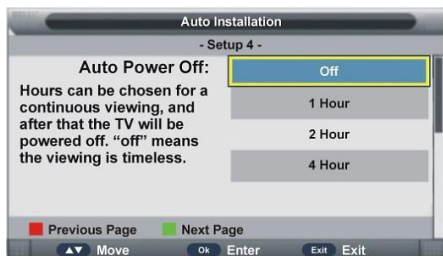 Auto Installation
- Setup 4 -
Auto Power Off:
Hours can be chosen for a
continuous viewing, and
after that the TV will be
powered off. “off” means
the viewing is timeless.
Off
1 Hour
2 Hour
4 Hour
Previous Page Next Page
Move Ok Enter Exit Exit